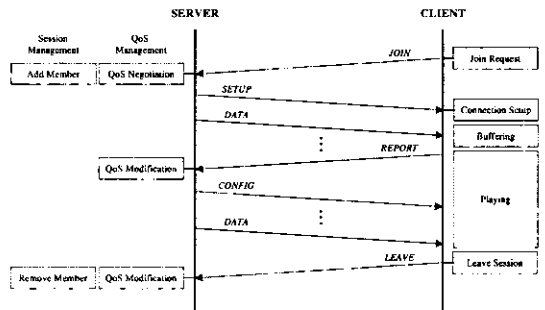 SERVER
CLIENT
Session
Management
QoS
Management
JOIN
Join Request
Add Member
QoS Negotiation
SETUP
Connection Setup
DATA
Buffering
REPORT
QoS Modification
CONFIG
Playing
DATA
LEAVE
Leave Session
Remove Member
QoS Modification